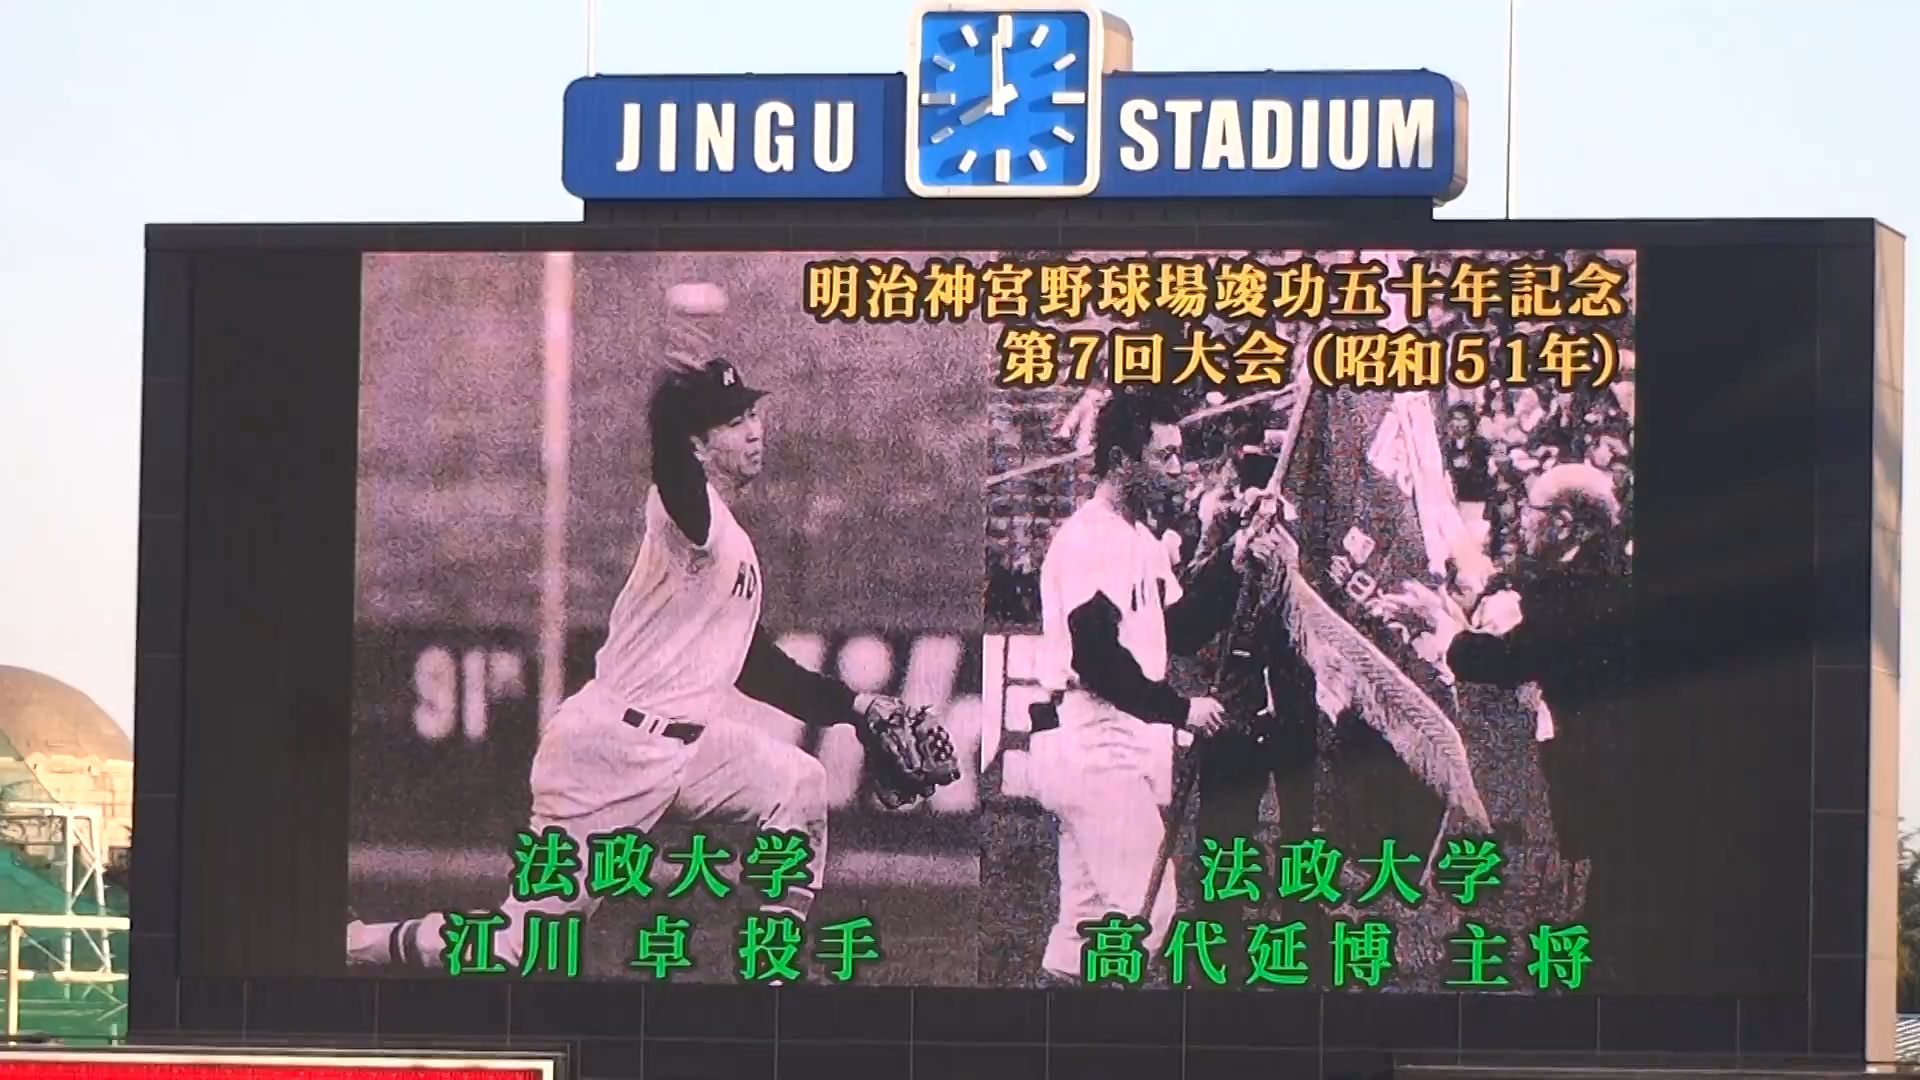 JINGU STADIUM
明治神宮野球場竣功五十年記念
第７回大会（昭和５１年）
法政大学
江川 卓 投手
法政大学
高代延博 主将